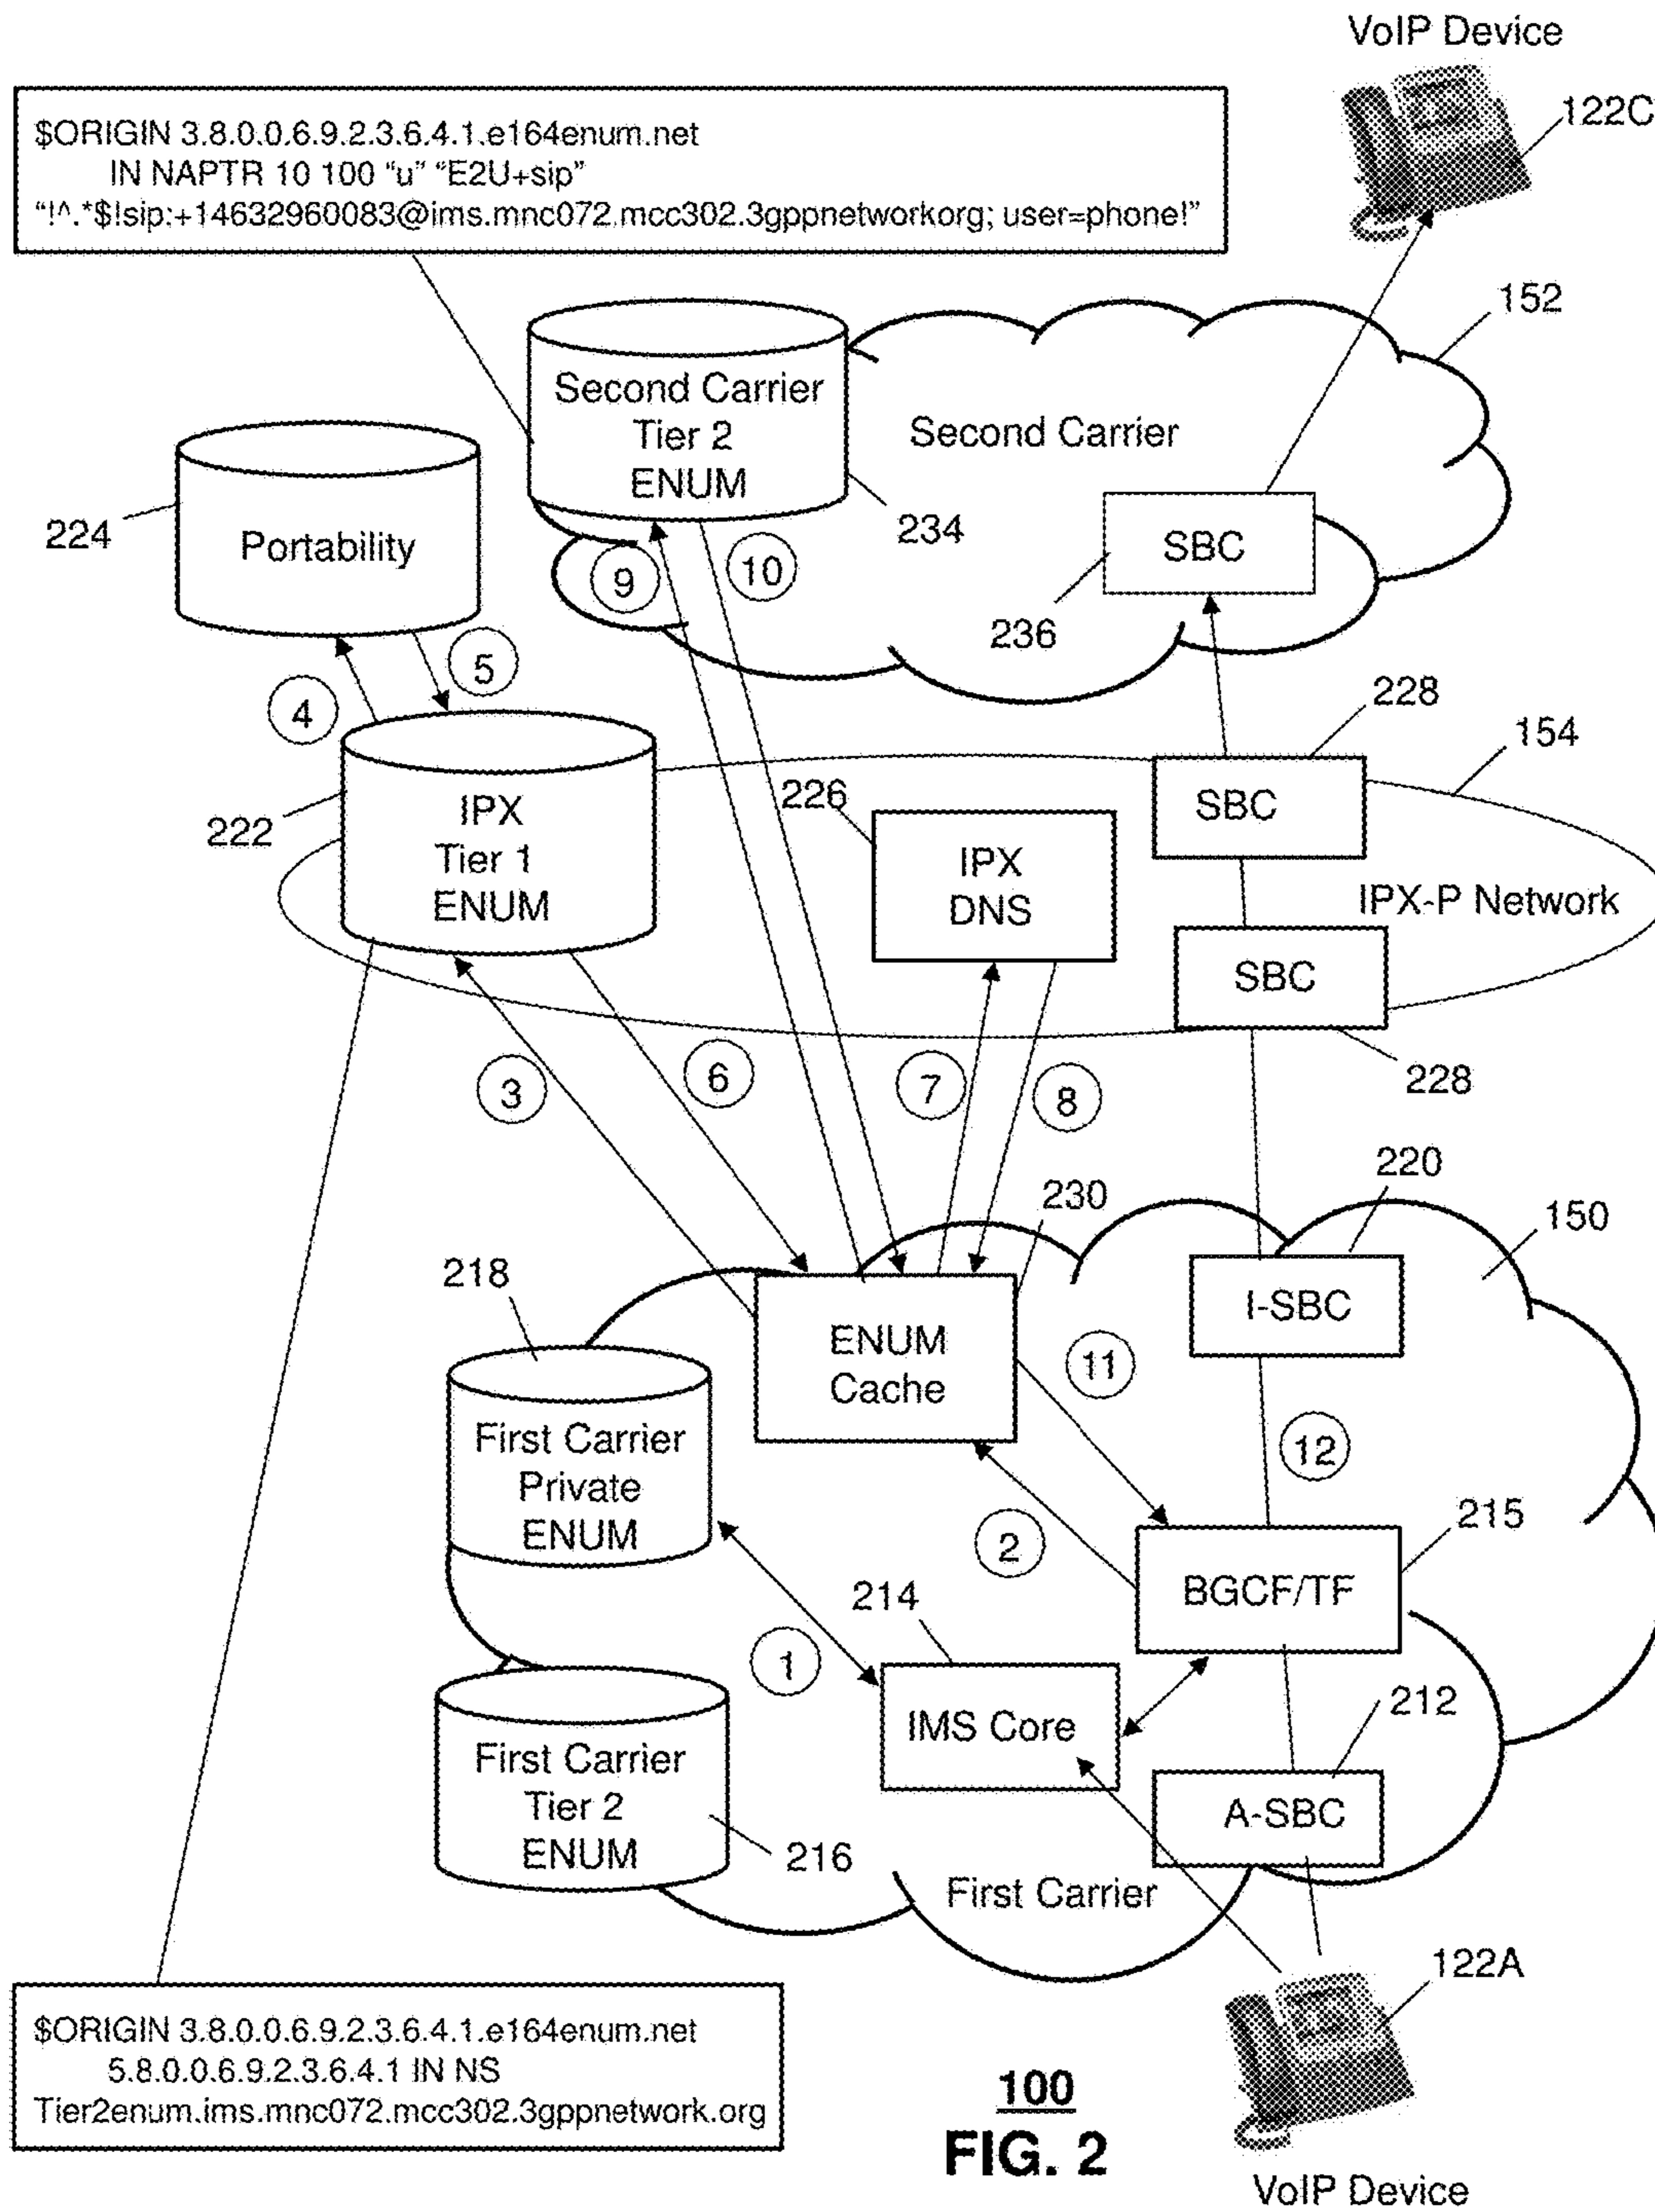 VoIP Device
122C
$ORIGIN 3.8.0.0.6.9.2.3.6.4.1.e164enum.net
IN NAPTR 10 100 “u” “E2U+sip”
“!^.*$!sip:+14632960083@ims.mnc072.mcc302.3gppnetworkorg; user=phone!”
152
Second Carrier
Tier 2
ENUM
Second Carrier
234
224
Portability
SBC
236
9
10
5
4
228
154
226
SBC
222
IPX
Tier 1
ENUM
IPX
DNS
IPX-P Network
SBC
228
3
6
7
8
220
230
150
218
I-SBC
ENUM
Cache
11
First Carrier
Private
ENUM
12
215
2
BGCF/TF
214
1
212
IMS Core
First Carrier
Tier 2
ENUM
A-SBC
216
First Carrier
122A
$ORIGIN 3.8.0.0.6.9.2.3.6.4.1.e164enum.net
5.8.0.0.6.9.2.3.6.4.1 IN NS
Tier2enum.ims.mnc072.mcc302.3gppnetwork.org
100
FIG. 2
VoIP Device